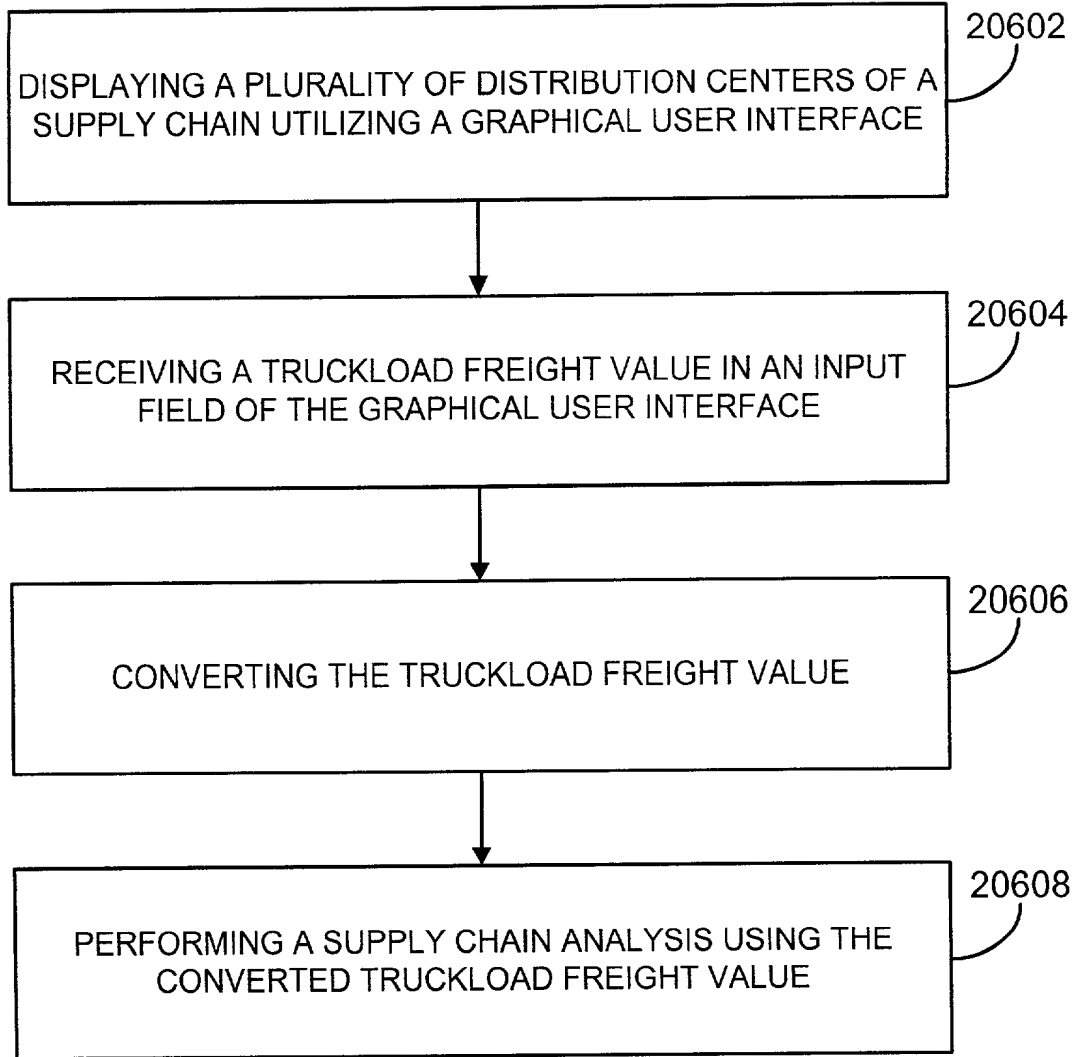 20602
DISPLAYING A PLURALITY OF DISTRIBUTION CENTERS OF A
SUPPLY CHAIN UTILIZING A GRAPHICAL USER INTERFACE
20604
RECEIVING A TRUCKLOAD FREIGHT VALUE IN AN INPUT
FIELD OF THE GRAPHICAL USER INTERFACE
20606
CONVERTING THE TRUCKLOAD FREIGHT VALUE
20608
PERFORMING A SUPPLY CHAIN ANALYSIS USING THE
CONVERTED TRUCKLOAD FREIGHT VALUE